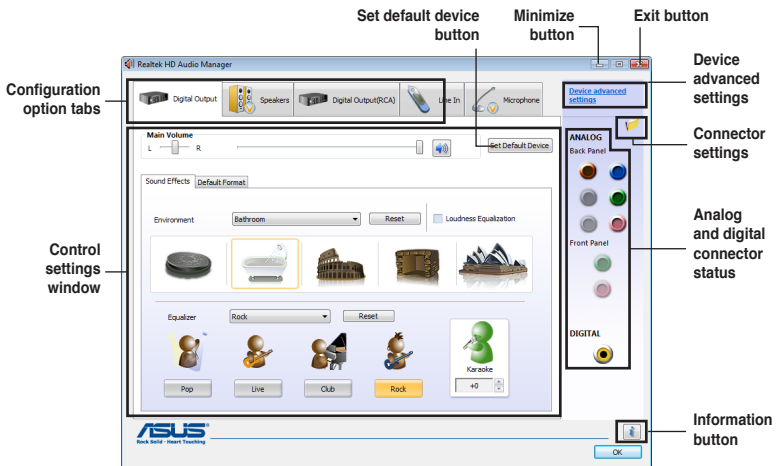 Set default device
button
Minimize
button
Exit button
Realtek HD Audio Manager
Configuration
option tabs
Digital Output
Speakers
Digital Output(RCA)
Line In
Microphone
Device advanced
settings
Device
advanced
settings
Main Volume
L
R
Set Default Device
ANALOG
Back Panel
Connector
settings
Sound Effects
Default Format
Environment
Bathroom
Reset
Loudness Equalization
Control
settings
window
Front Panel
Analog
and digital
connector
status
Equalizer
Rock
Reset
DIGITAL
Karaoke
Pop
Live
Club
Rock
+0
ASUS
Rock Solid - Heart Touching
i
Information
button
OK